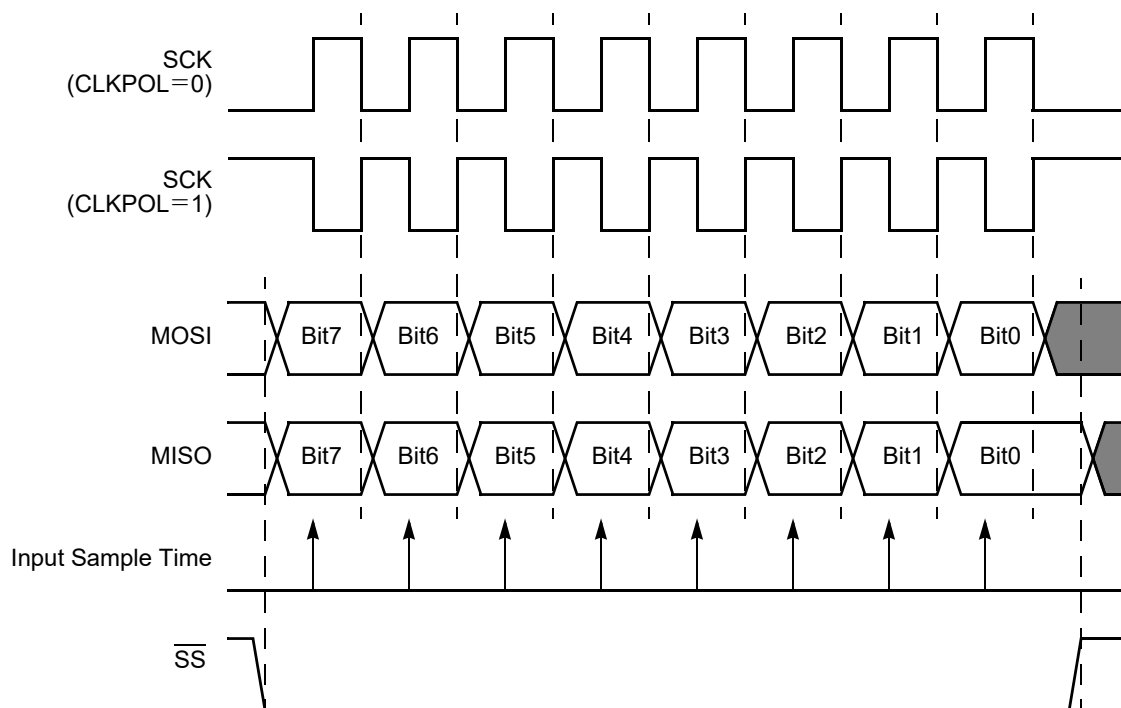 SCK
(CLKPOL=0)
SCK
(CLKPOL=1)
MOSI
Bit7 Bit6 Bit5 Bit4 Bit3 Bit2 Bit1 Bit0
MISO
Bit7 Bit6 Bit5 Bit4 Bit3 Bit2 Bit1 Bit0
Input Sample Time
SS